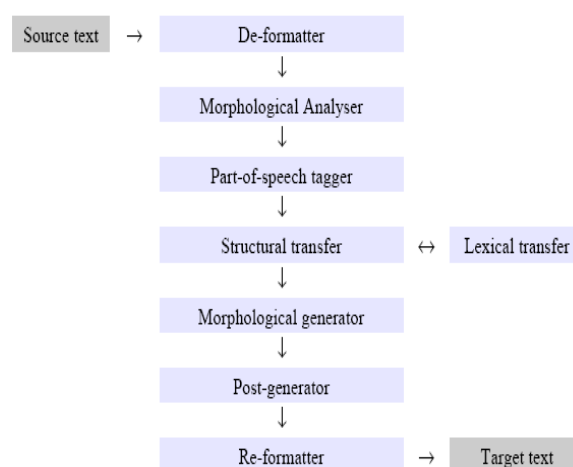 Source text → De-formatter
↓
Morphological Analyser
↓
Part-of-speech tagger
↓
Structural transfer ↔ Lexical transfer
↓
Morphological generator
↓
Post-generator
↓
Re-formatter → Target text